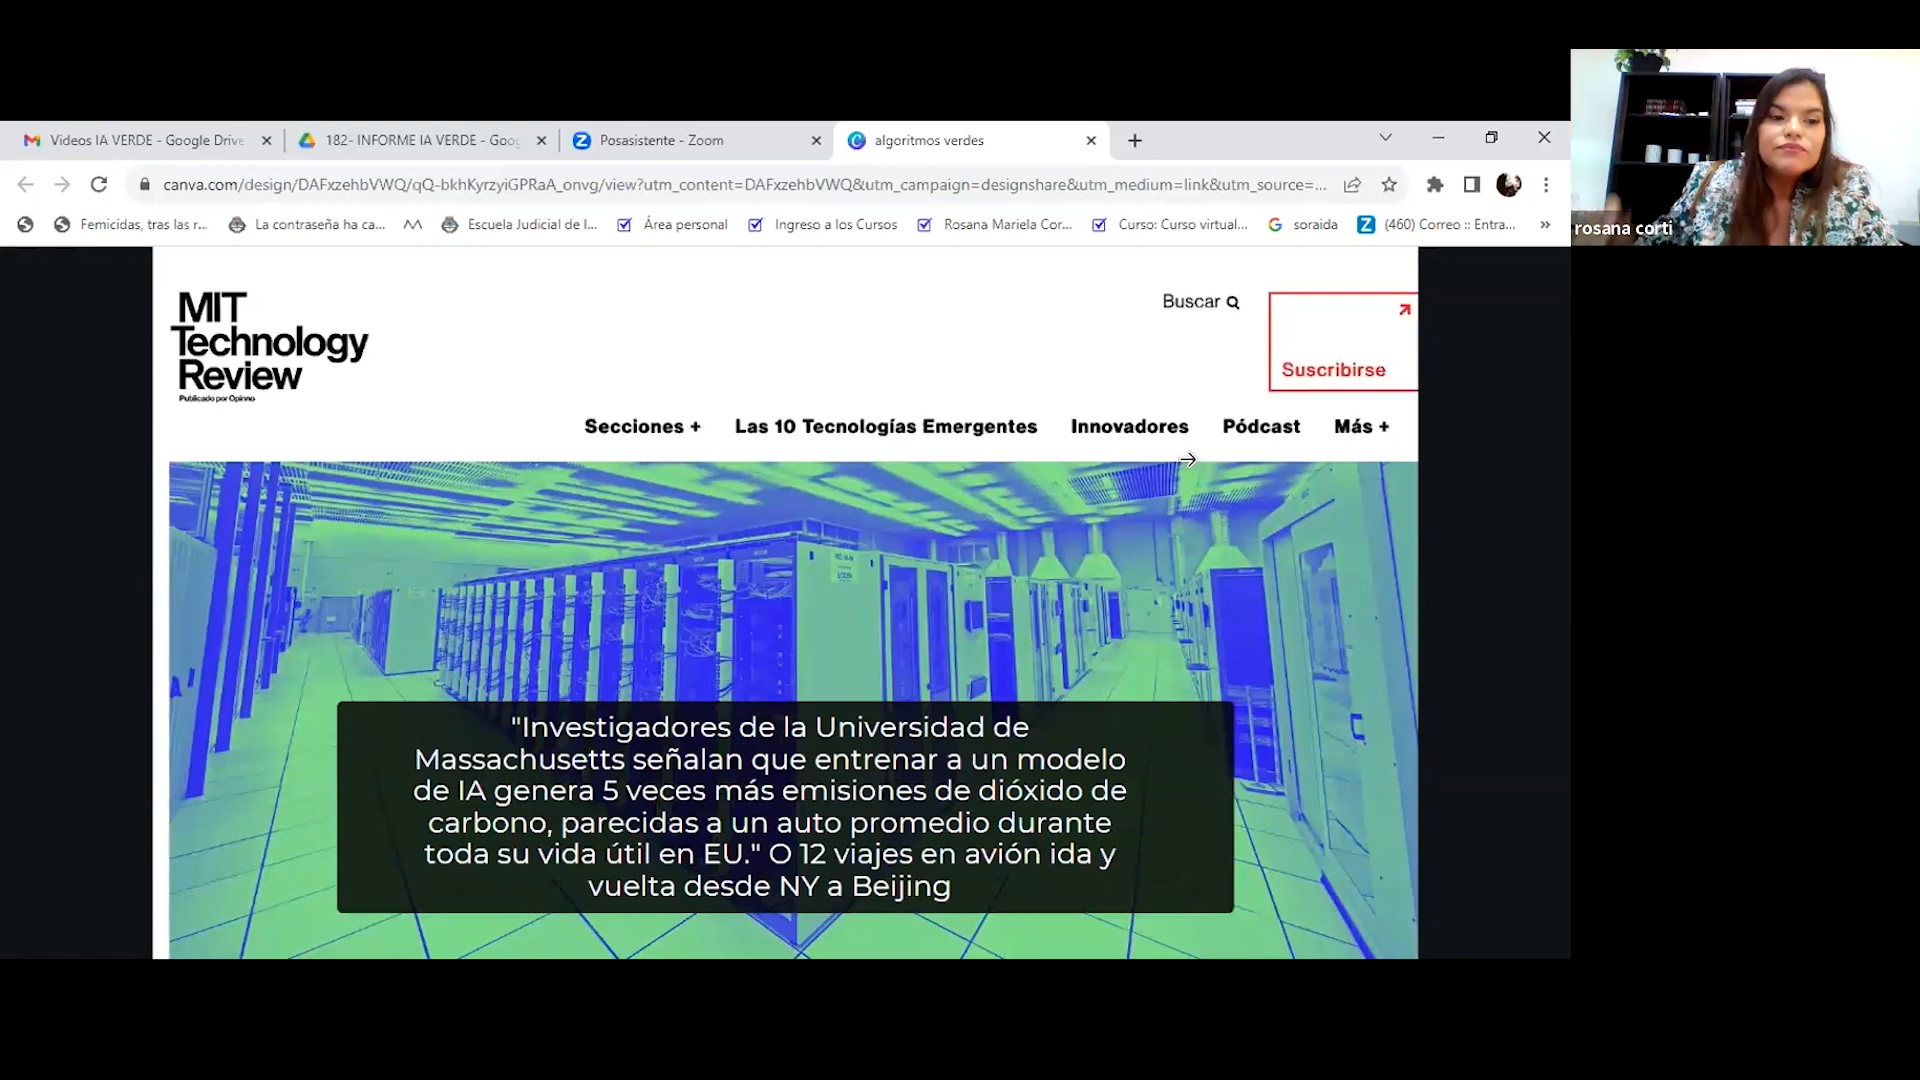 Videos IA VERDE - Google Drive
182- INFORME IA VERDE - Goog
Posasistente - Zoom
algoritmos verdes
canva.com/design/DAFxzehbVWQ/qQ-bkhKyrzyiGPRaA_onvg/view?utm_content=DAFxzehbVWQ&utm_campaign=designshare&utm_medium=link&utm_source=...
Femicidas, tras las r...
La contraseña ha ca...
Escuela Judicial de l...
Área personal
Ingreso a los Cursos
Rosana Mariela Cor...
Curso: Curso virtual...
soraida
(460) Correo :: Entra...
rosana corti
MIT
Technology
Review
Publicado por Opinno
Buscar
Suscribirse
Secciones + Las 10 Tecnologías Emergentes Innovadores Pódcast Más +
"Investigadores de la Universidad de
Massachusetts señalan que entrenar a un modelo
de IA genera 5 veces más emisiones de dióxido de
carbono, parecidas a un auto promedio durante
toda su vida útil en EU." O 12 viajes en avión ida y
vuelta desde NY a Beijing